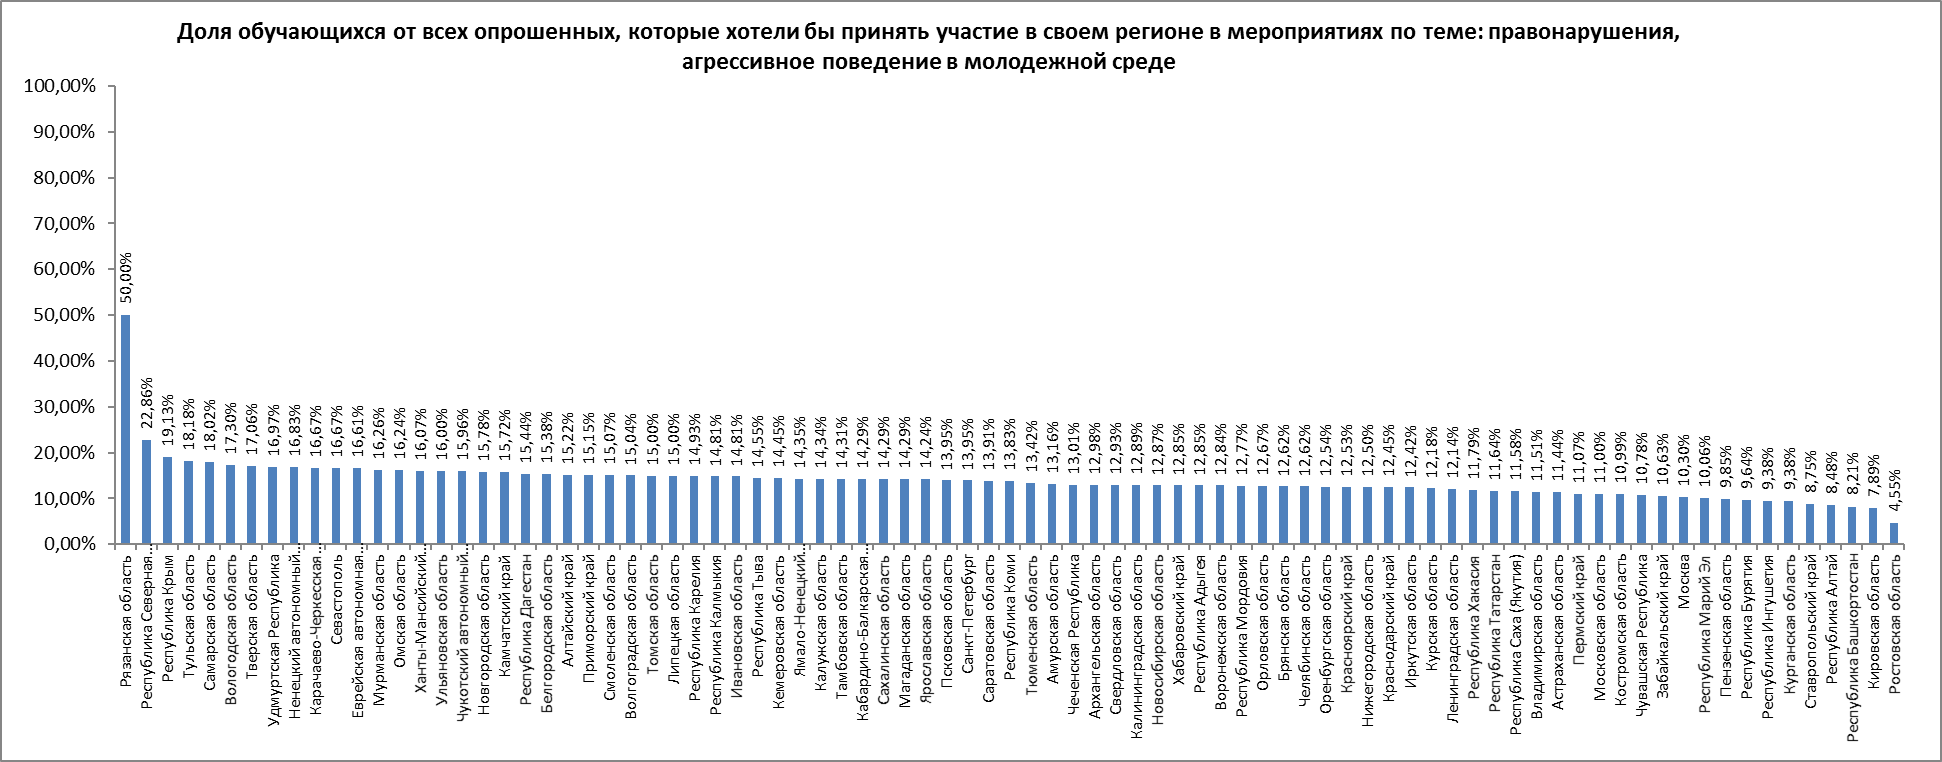 Доля обучающихся от всех опрошенных, которые хотели бы принять участие в своем регионе в мероприятиях по теме: правонарушения,
агрессивное поведение в молодежной среде
100,00%
90,00%
80,00%
70,00%
60,00%
50,00%
40,00%
30,00%
20,00%
10,00%
0,00%
50,00%
22,86%
19,13%
18,18%
18,02%
17,30%
17,06%
16,97%
16,83%
16,67%
16,67%
16,61%
16,26%
16,24%
16,07%
16,00%
15,96%
15,78%
15,72%
15,44%
15,38%
15,22%
15,15%
15,07%
15,04%
15,00%
15,00%
14,93%
14,81%
14,81%
14,55%
14,45%
14,35%
14,34%
14,31%
14,29%
14,29%
14,29%
14,24%
13,95%
13,95%
13,91%
13,83%
13,42%
13,16%
13,01%
12,98%
12,93%
12,89%
12,87%
12,85%
12,85%
12,84%
12,77%
12,67%
12,62%
12,62%
12,54%
12,53%
12,50%
12,45%
12,42%
12,18%
12,14%
11,79%
11,64%
11,58%
11,51%
11,44%
11,07%
11,00%
10,99%
10,78%
10,63%
10,30%
10,06%
9,85%
9,64%
9,38%
9,38%
8,75%
8,48%
8,21%
7,89%
4,55%
Рязанская область
Республика Северная…
Республика Крым
Тульская область
Самарская область
Вологодская область
Тверская область
Удмуртская Республика
Ненецкий автономный…
Карачаево-Черкесская…
Севастополь
Еврейская автономная…
Мурманская область
Омская область
Ханты-Мансийский…
Ульяновская область
Чукотский автономный…
Новгородская область
Камчатский край
Республика Дагестан
Белгородская область
Алтайский край
Приморский край
Смоленская область
Волгоградская область
Томская область
Липецкая область
Республика Карелия
Республика Калмыкия
Ивановская область
Республика Тыва
Кемеровская область
Ямало-Ненецкий…
Калужская область
Тамбовская область
Кабардино-Балкарская…
Сахалинская область
Магаданская область
Ярославская область
Псковская область
Санкт-Петербург
Саратовская область
Республика Коми
Тюменская область
Амурская область
Чеченская Республика
Архангельская область
Свердловская область
Калининградская область
Новосибирская область
Хабаровский край
Республика Адыгея
Воронежская область
Республика Мордовия
Орловская область
Брянская область
Челябинская область
Оренбургская область
Красноярский край
Нижегородская область
Краснодарский край
Иркутская область
Курская область
Ленинградская область
Республика Хакасия
Республика Татарстан
Республика Саха (Якутия)
Владимирская область
Астраханская область
Пермский край
Московская область
Костромская область
Чувашская Республика
Забайкальский край
Москва
Республика Марий Эл
Пензенская область
Республика Бурятия
Республика Ингушетия
Курганская область
Ставропольский край
Республика Алтай
Республика Башкортостан
Кировская область
Ростовская область